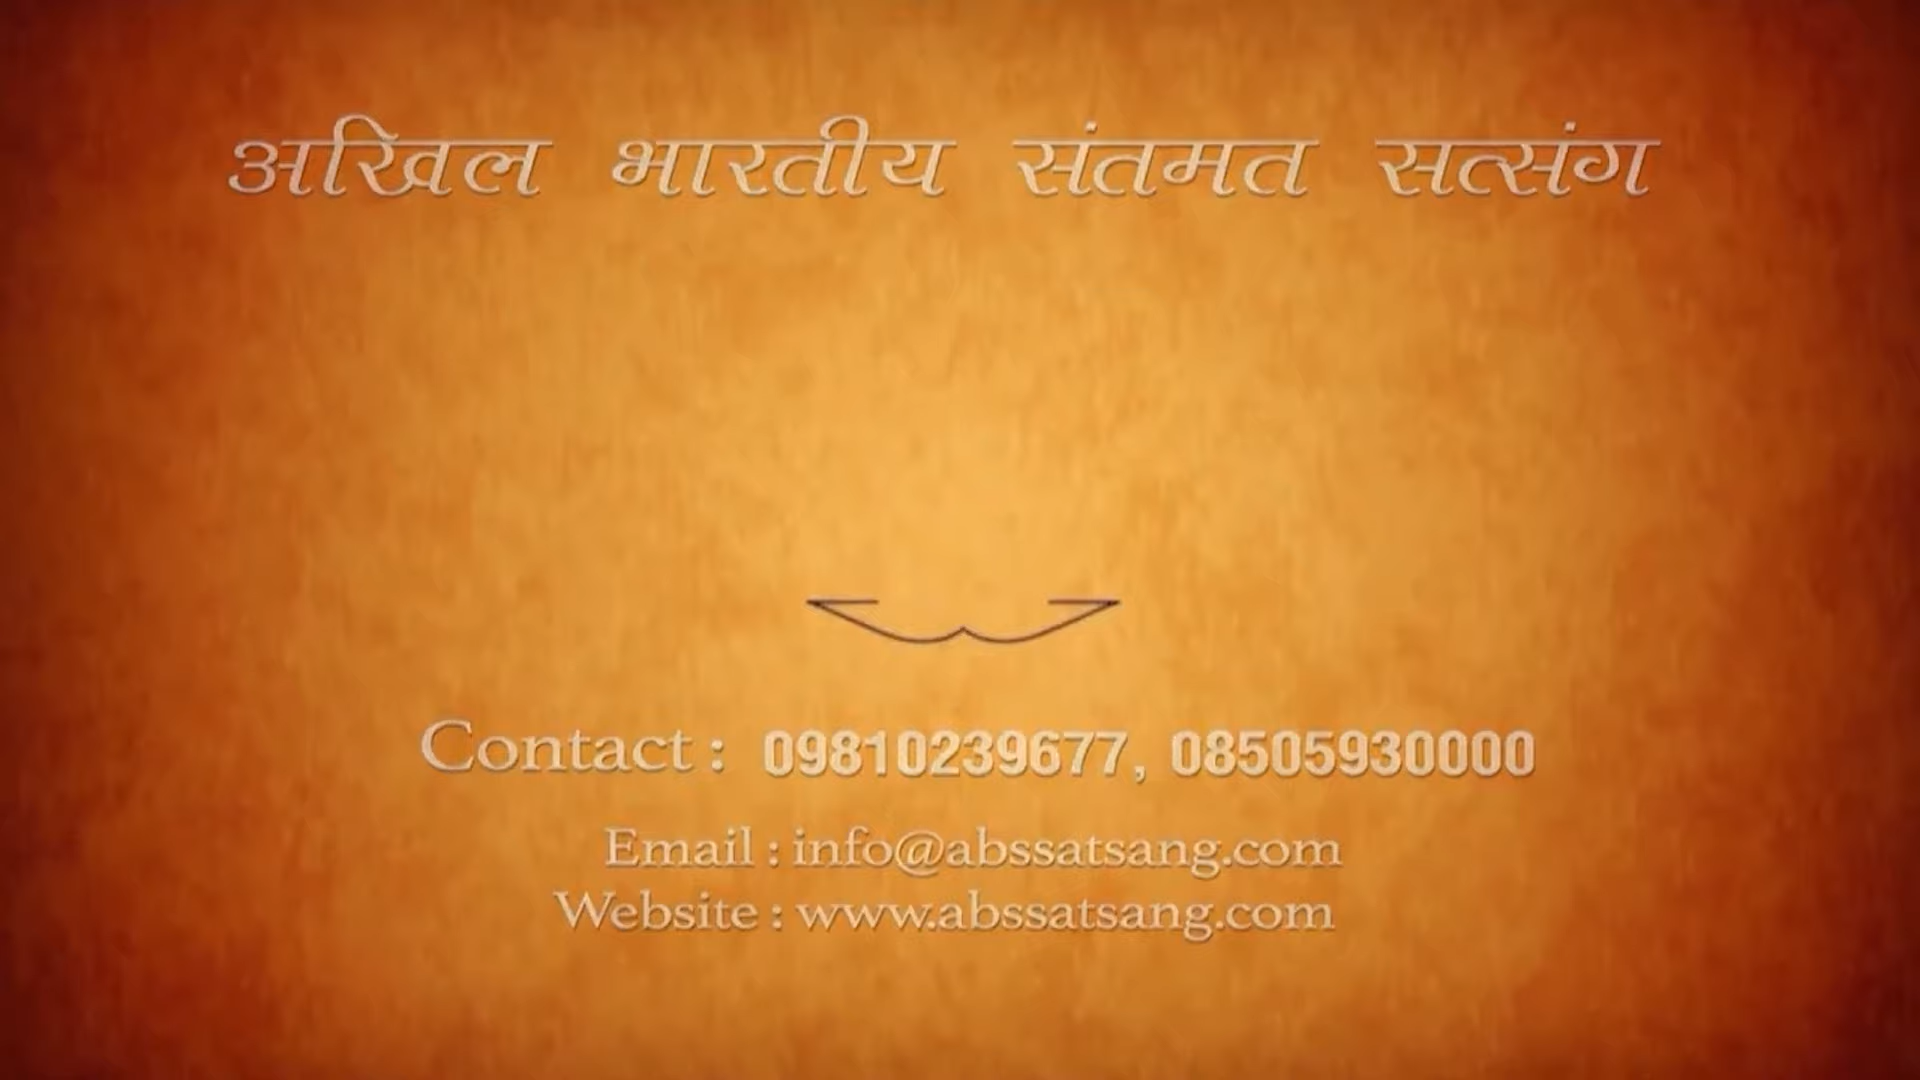 अखिल भारतीय संतमत सत्संग
Contact : 09810239677, 08505930000
Email : info@abssatsang.com
Website : www.abssatsang.com